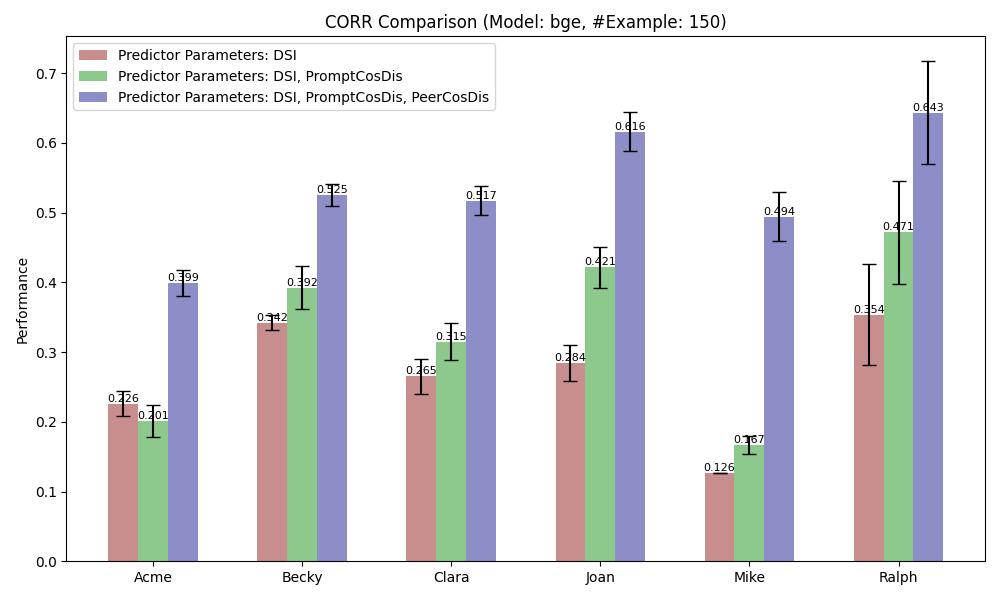 CORR Comparison (Model: bge, #Example: 150)
Predictor Parameters: DSI
Predictor Parameters: DSI, PromptCosDis
Predictor Parameters: DSI, PromptCosDis, PeerCosDis
Performance
0.7
0.6
0.5
0.4
0.3
0.2
0.1
0.0
0.226
0.201
0.399
0.342
0.392
0.525
0.265
0.315
0.517
0.284
0.421
0.616
0.126
0.167
0.494
0.354
0.471
0.643
Acme
Becky
Clara
Joan
Mike
Ralph